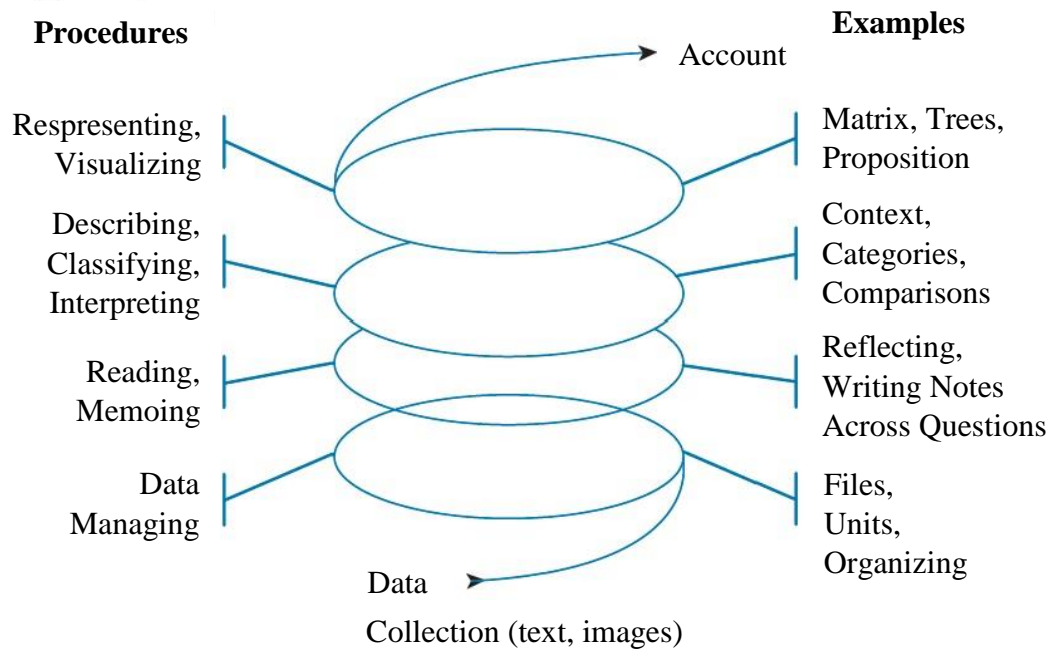 Procedures
Examples
Account
Respresenting,
Visualizing
Matrix, Trees,
Proposition
Describing,
Classifying,
Interpreting
Context,
Categories,
Comparisons
Reading,
Memoing
Reflecting,
Writing Notes
Across Questions
Data
Managing
Files,
Units,
Organizing
Data
Collection (text, images)